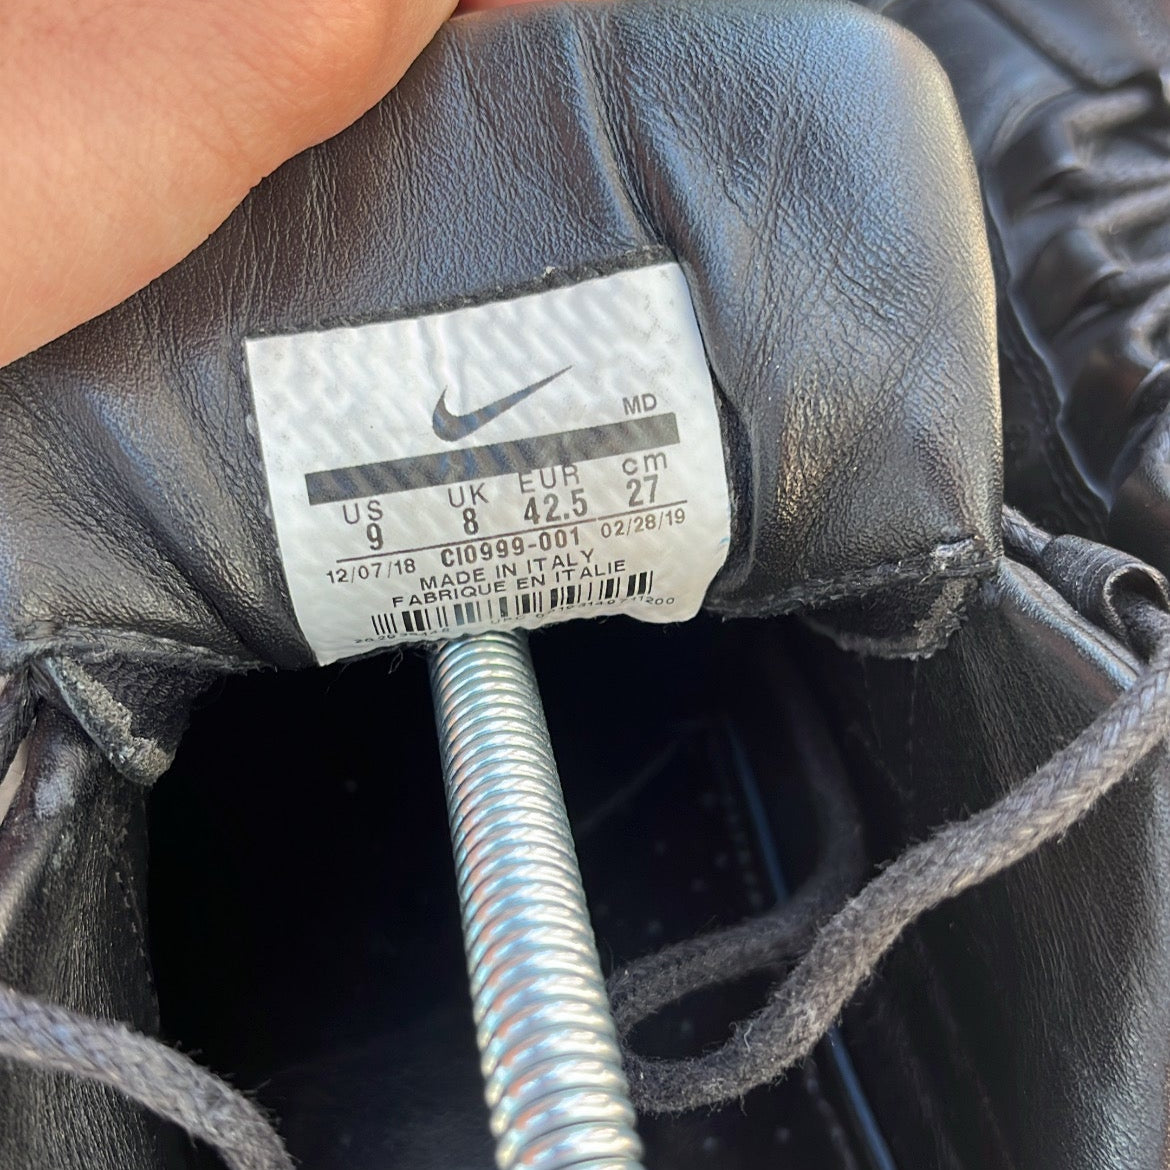 MD
US UK EUR cm
9 8 42.5 27
12/07/18 CI0999-001 02/28/19
MADE IN ITALY
FABRIQUE EN ITALIE